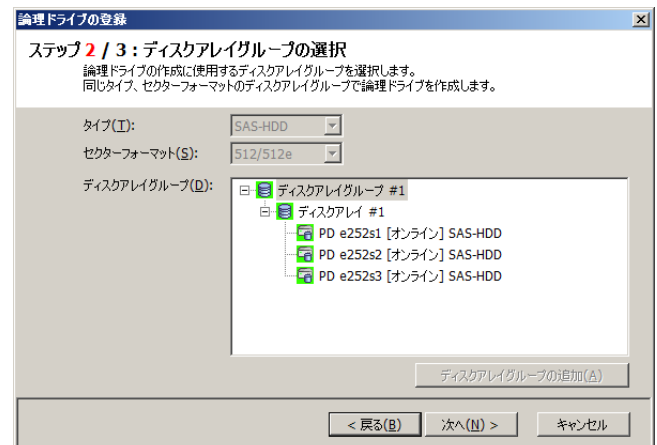 論理ドライブの登録
ステップ 2 / 3 : ディスクアレイグループの選択
論理ドライブの作成に使用するディスクアレイグループを選択します。
同じタイプ、セクターフォーマットのディスクアレイグループで論理ドライブを作成します。
タイプ(T): SAS-HDD
セクターフォーマット(S): 512/512e
ディスクアレイグループ(D): ディスクアレイグループ #1
ディスクアレイ #1
PD e252s1 [オンライン] SAS-HDD
PD e252s2 [オンライン] SAS-HDD
PD e252s3 [オンライン] SAS-HDD
ディスクアレイグループの追加(A)
< 戻る(B) 次へ(N) > キャンセル